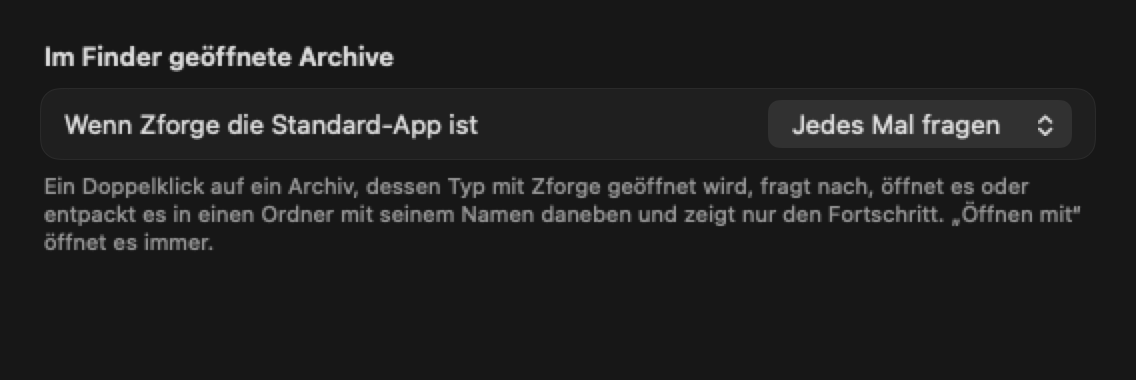 Im Finder geöffnete Archive
Wenn Zforge die Standard-App ist
Jedes Mal fragen
Ein Doppelklick auf ein Archiv, dessen Typ mit Zforge geöffnet wird, fragt nach, öffnet es oder
entpackt es in einen Ordner mit seinem Namen daneben und zeigt nur den Fortschritt. „Öffnen mit“
öffnet es immer.